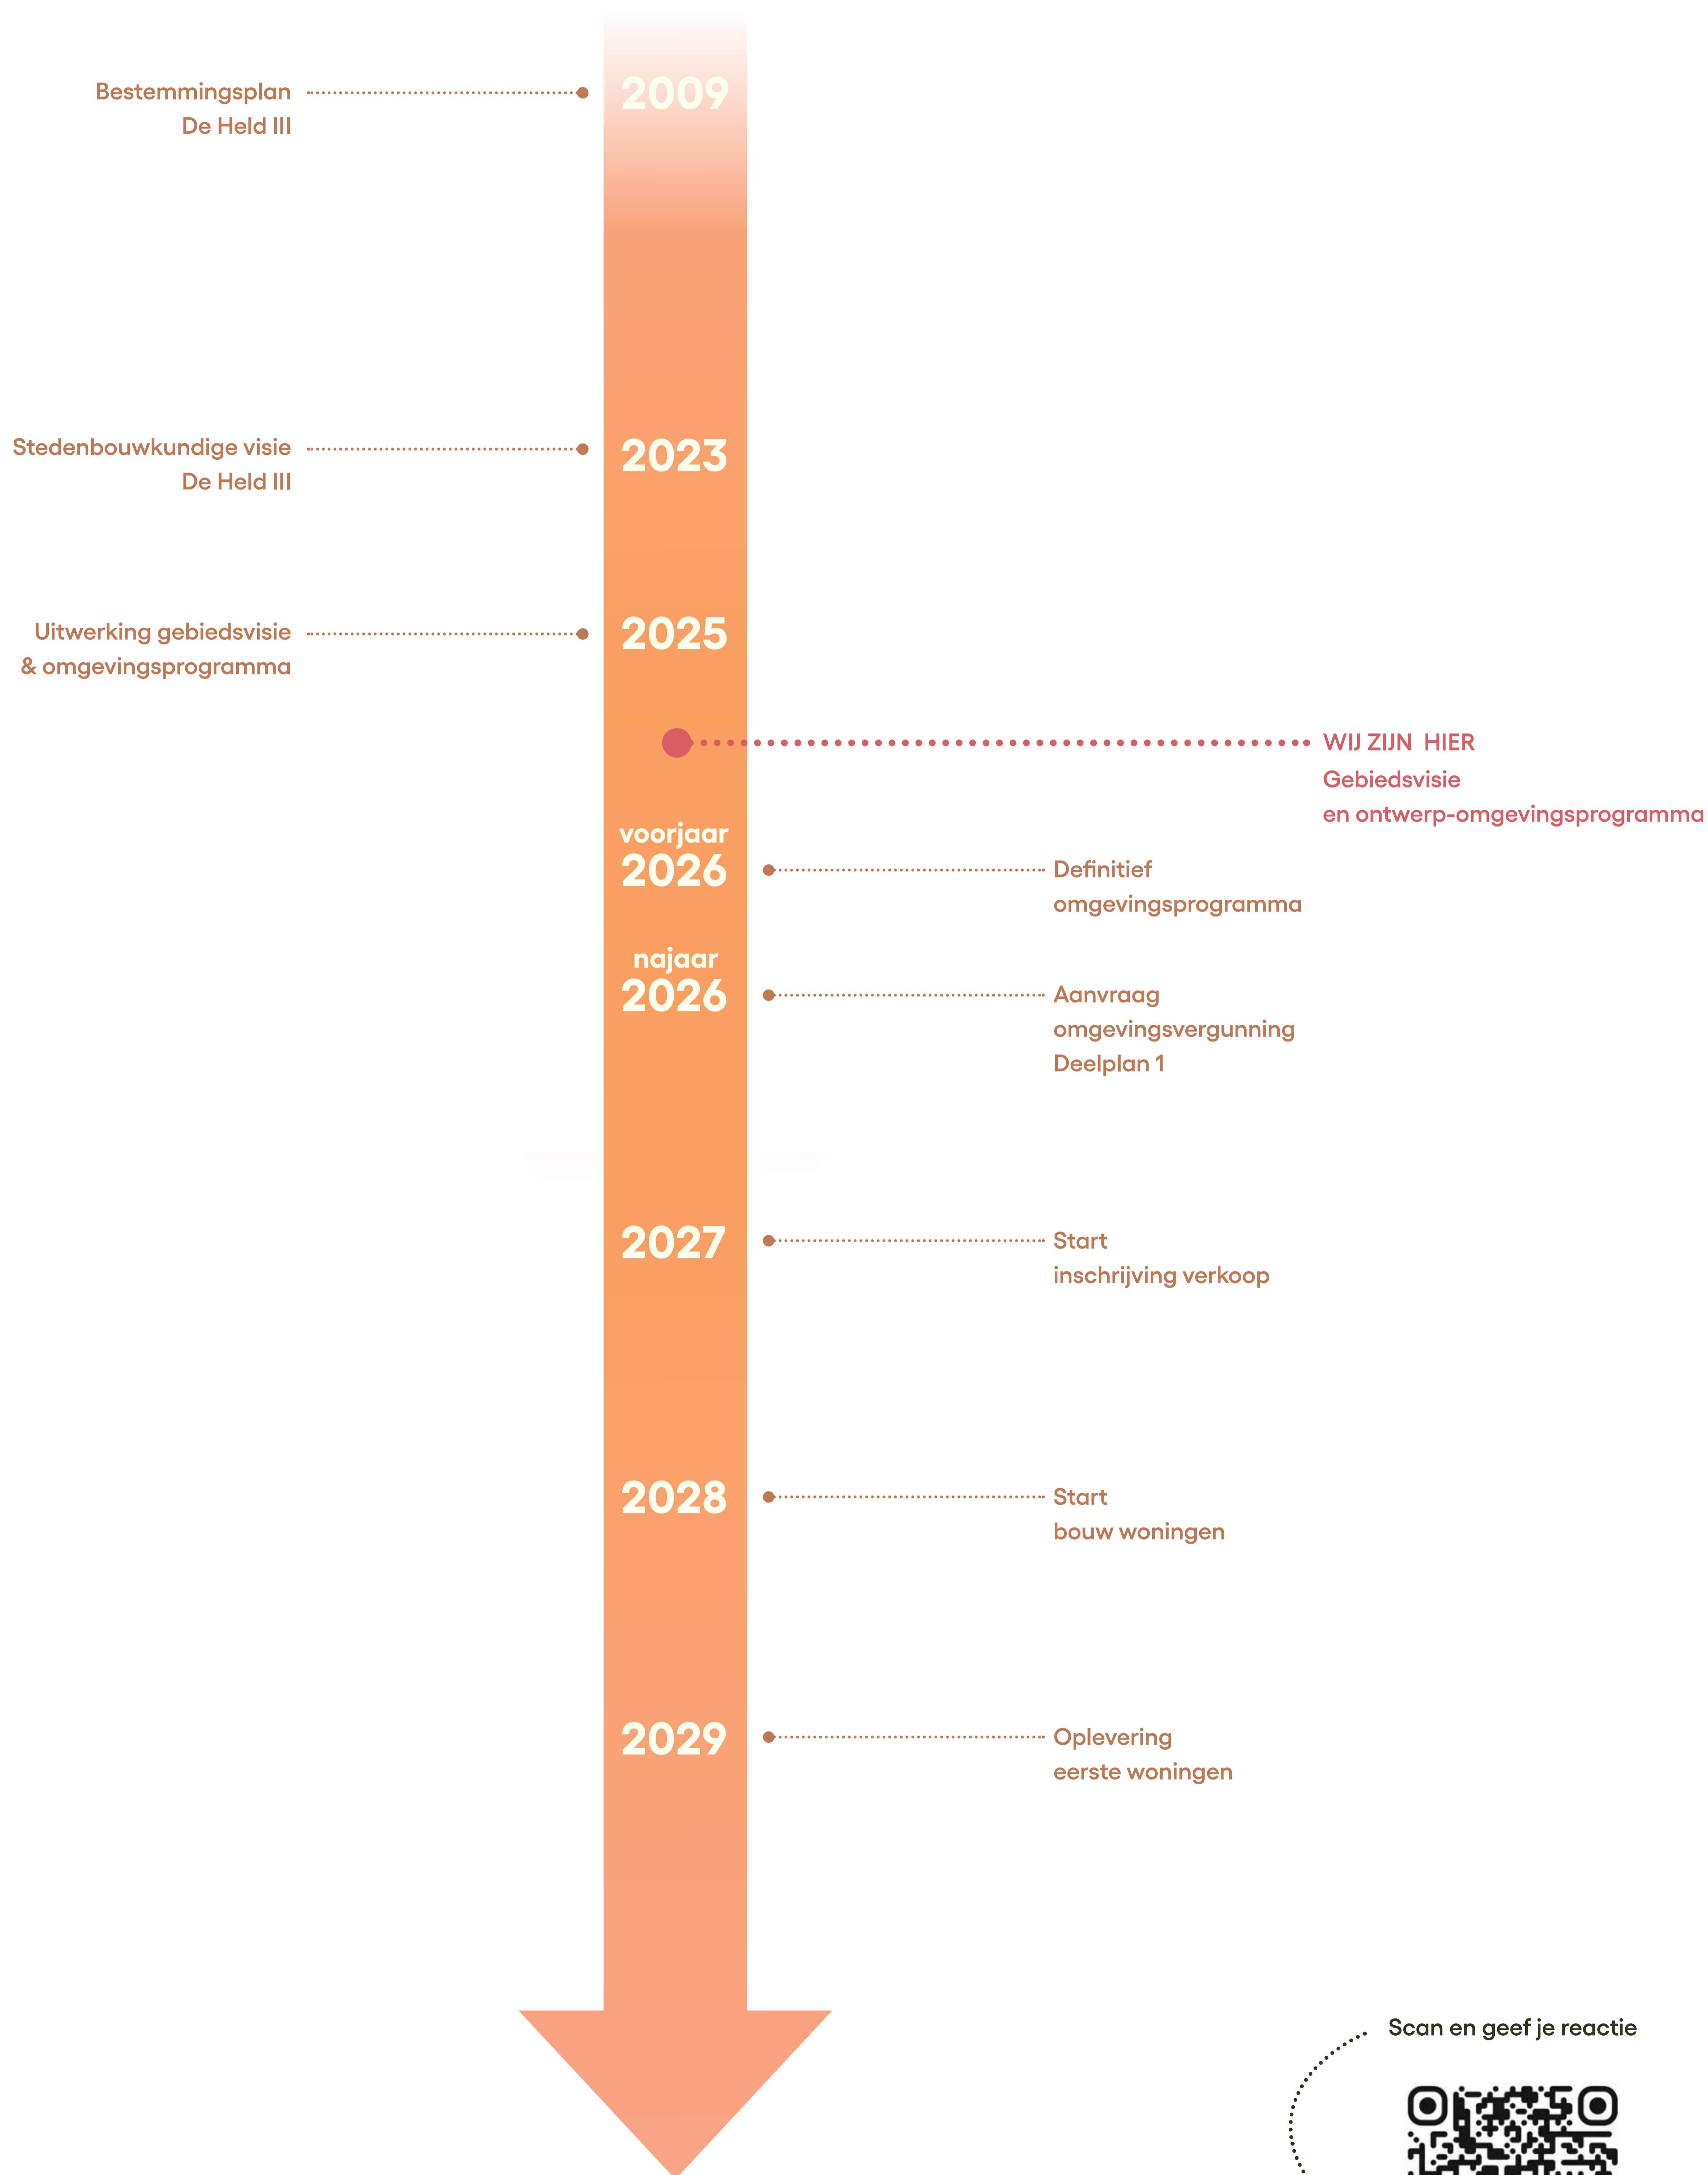 2009
Bestemmingsplan
De Held III
2023
Stedenbouwkundige visie
De Held III
2025
Uitwerking gebiedsvisie
& omgevingsprogramma
WIJ ZIJN HIER
Gebiedsvisie
en ontwerp-omgevingsprogramma
voorjaar
2026
Definitief
omgevingsprogramma
najaar
2026
Aanvraag
omgevingsvergunning
Deelplan 1
2027
Start
inschrijving verkoop
2028
Start
bouw woningen
2029
Oplevering
eerste woningen
Scan en geef je reactie